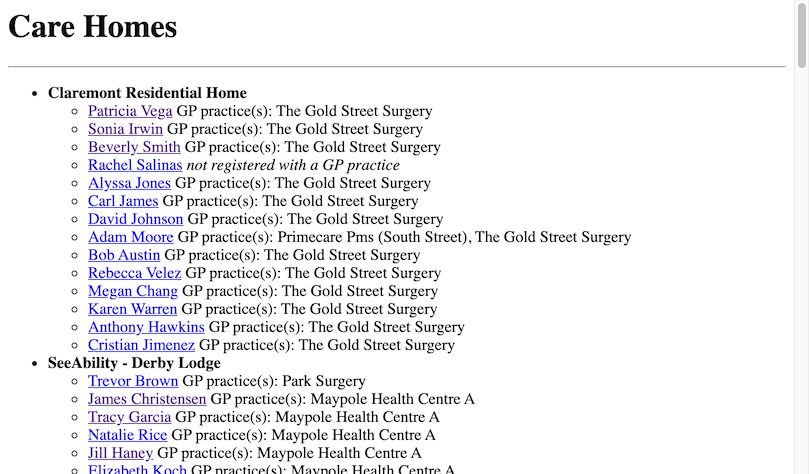 Care Homes
Claremont Residential Home
Patricia Vega GP practice(s): The Gold Street Surgery
Sonia Irwin GP practice(s): The Gold Street Surgery
Beverly Smith GP practice(s): The Gold Street Surgery
Rachel Salinas not registered with a GP practice
Alyssa Jones GP practice(s): The Gold Street Surgery
Carl James GP practice(s): The Gold Street Surgery
David Johnson GP practice(s): The Gold Street Surgery
Adam Moore GP practice(s): Primecare Pms (South Street), The Gold Street Surgery
Bob Austin GP practice(s): The Gold Street Surgery
Rebecca Velez GP practice(s): The Gold Street Surgery
Megan Chang GP practice(s): The Gold Street Surgery
Karen Warren GP practice(s): The Gold Street Surgery
Anthony Hawkins GP practice(s): The Gold Street Surgery
Cristian Jimenez GP practice(s): The Gold Street Surgery
SeeAbility - Derby Lodge
Trevor Brown GP practice(s): Park Surgery
James Christensen GP practice(s): Maypole Health Centre A
Tracy Garcia GP practice(s): Maypole Health Centre A
Natalie Rice GP practice(s): Maypole Health Centre A
Jill Haney GP practice(s): Maypole Health Centre A
Elizabeth Koch GP practice(s): Maypole Health Centre A